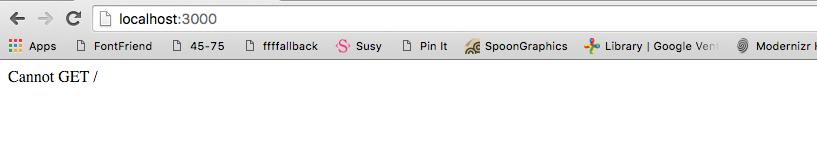 localhost:3000
Apps FontFriend 45-75 ffffallback Susy Pin It SpoonGraphics Library | Google Vent Modernizr
Cannot GET /